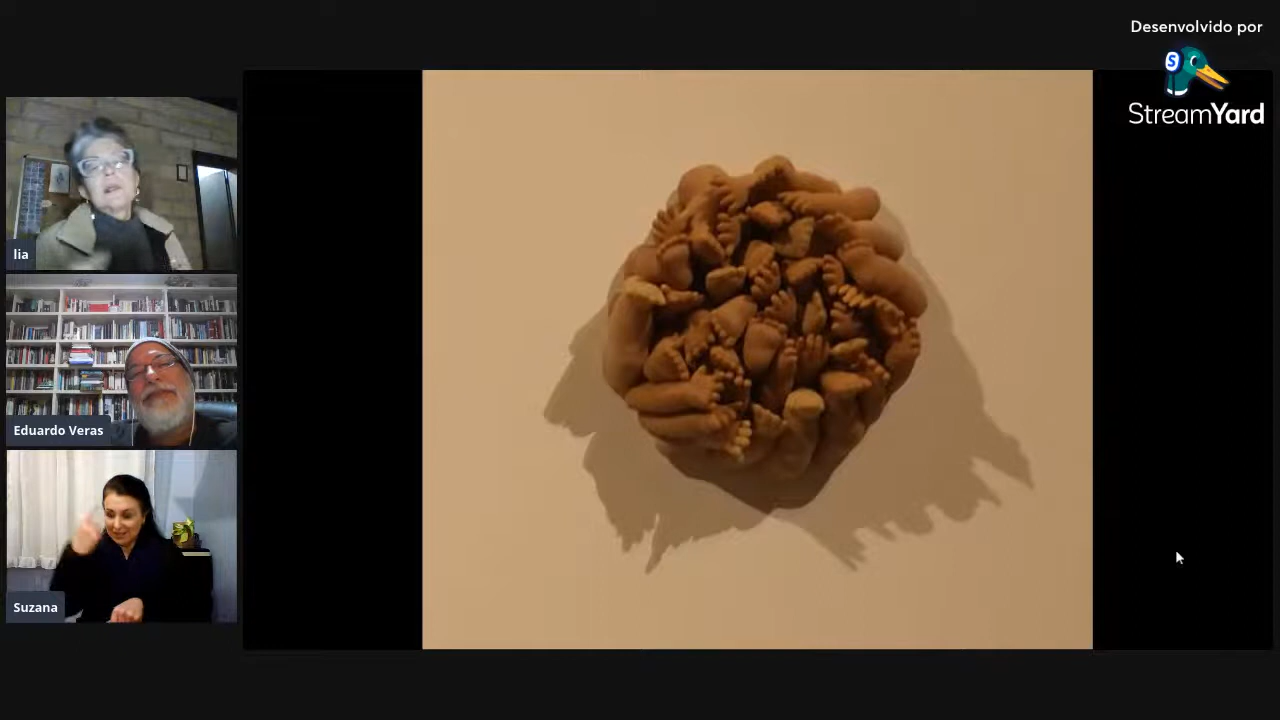 Desenvolvido por
StreamYard
lia
Eduardo Veras
Suzana